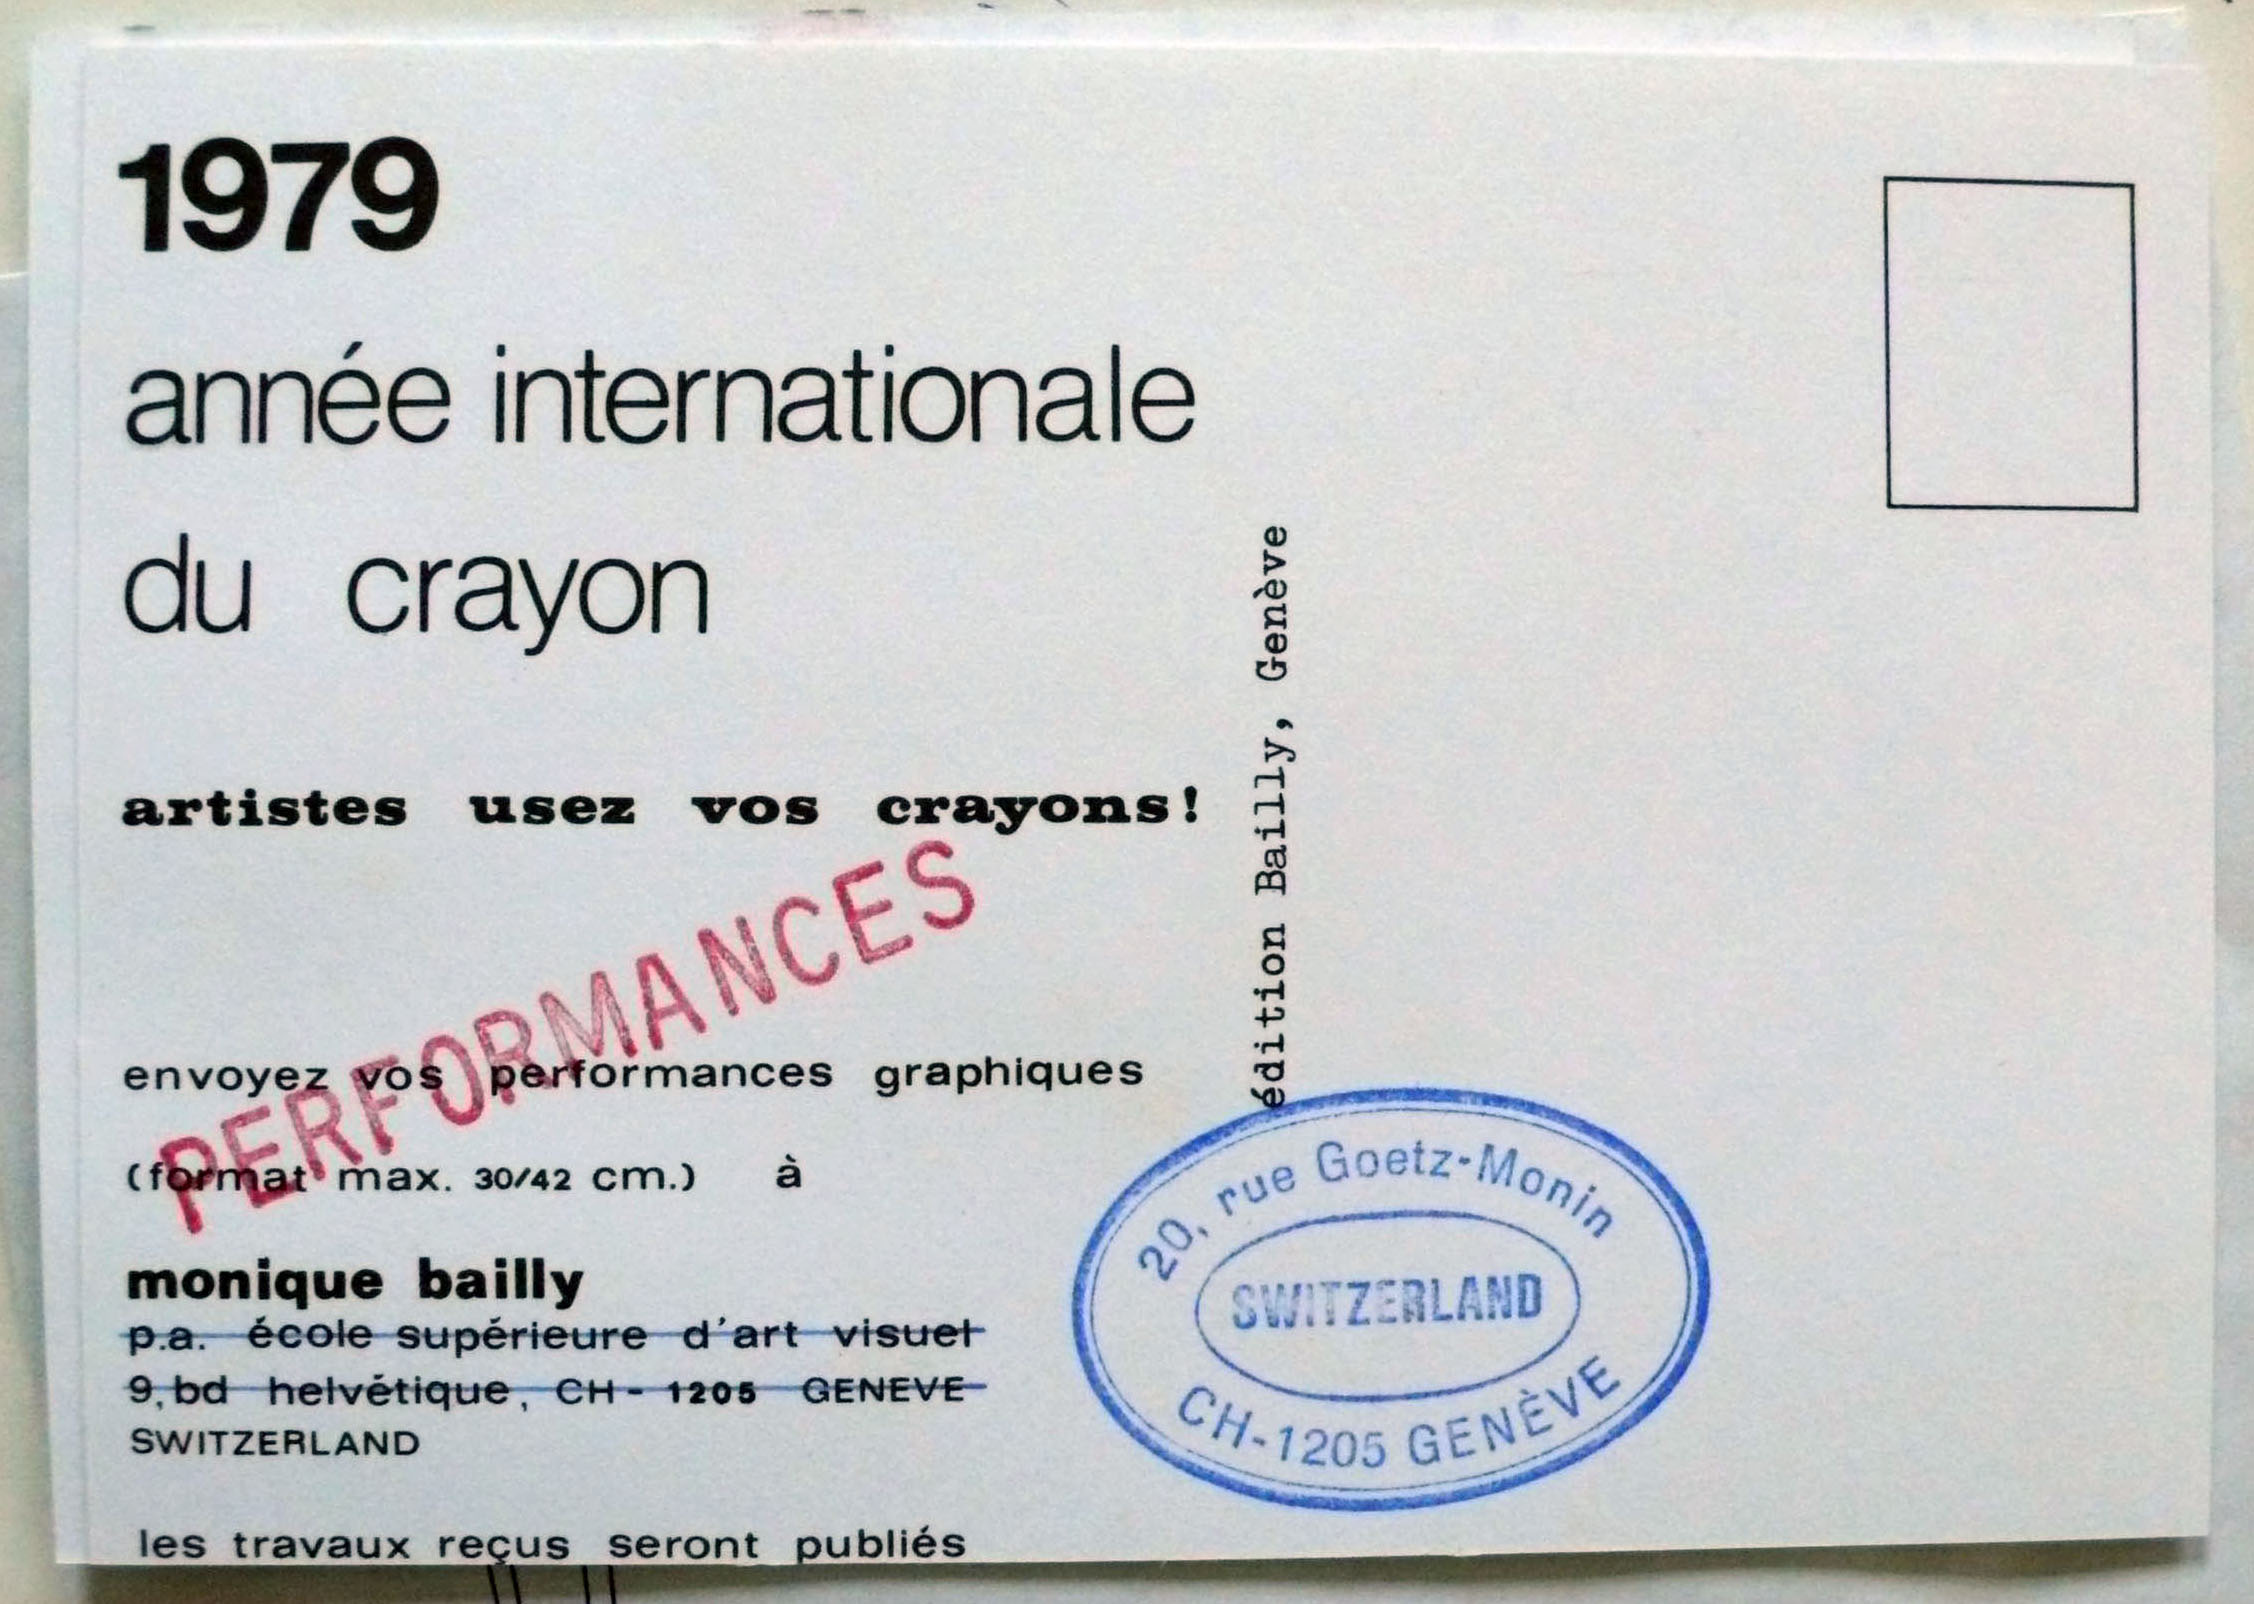 1979
année internationale
du crayon
artistes usez vos crayons!
PERFORMANCES
envoyez vos performances graphiques
(format max. 30/42 cm.) à
monique bailly
p.a. école supérieure d'art visuel
9, bd helvétique, CH - 1205 GENEVE
SWITZERLAND
les travaux reçus seront publiés
édition Bailly, Genève
20, rue Goetz-Monin
SWITZERLAND
CH-1205 GENÈVE